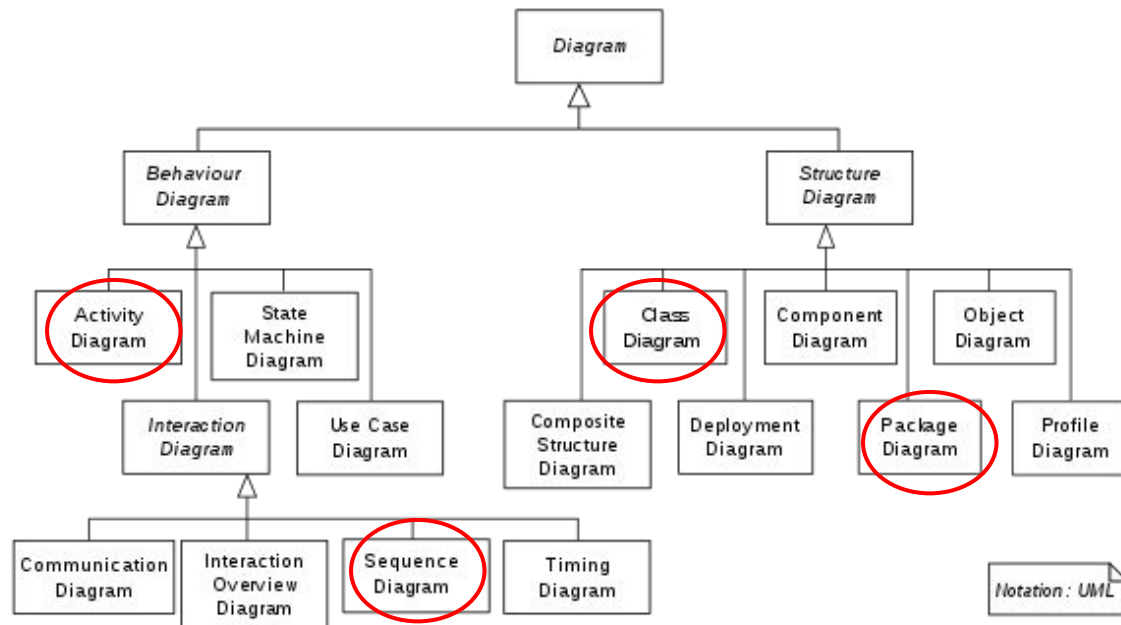 Diagram
Behaviour
Diagram
Structure
Diagram
Activity
Diagram
State
Machine
Diagram
Class
Diagram
Component
Diagram
Object
Diagram
Interaction
Diagram
Use Case
Diagram
Composite
Structure
Diagram
Deployment
Diagram
Package
Diagram
Profile
Diagram
Communication
Diagram
Interaction
Overview
Diagram
Sequence
Diagram
Timing
Diagram
Notation : UML